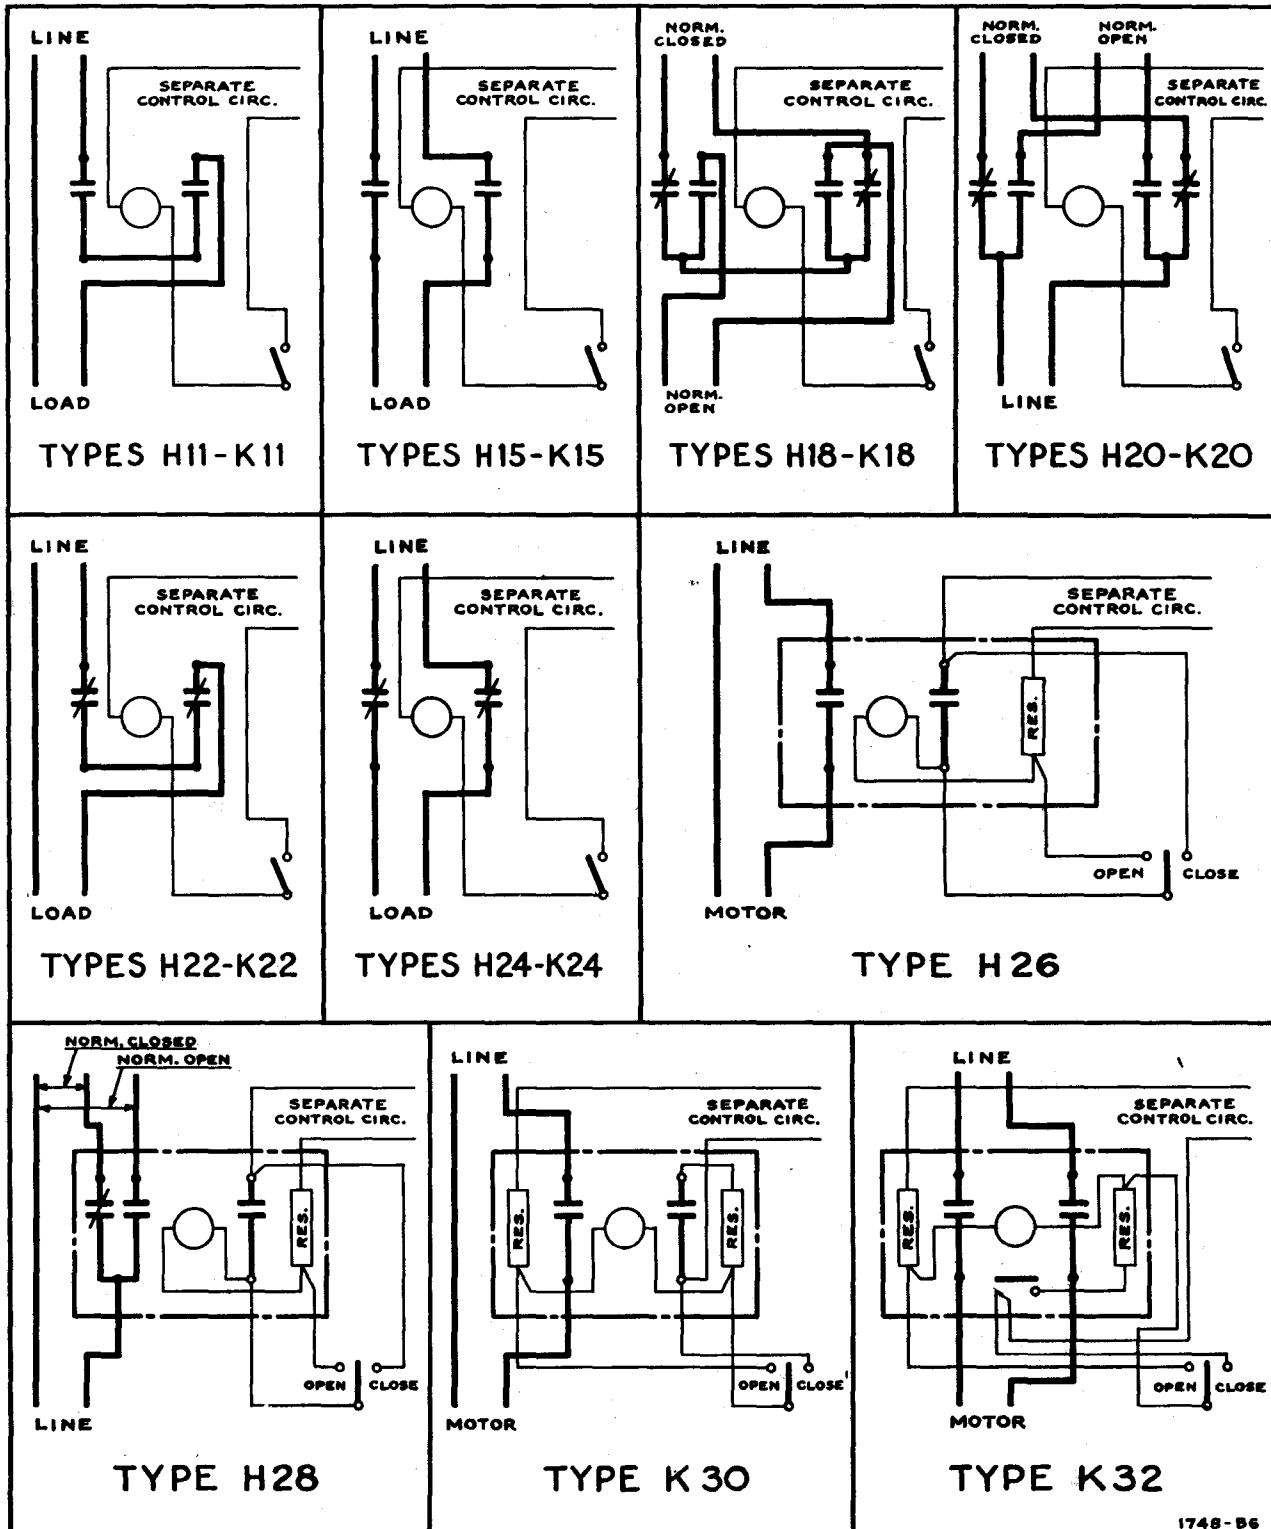 LINE
SEPARATE
CONTROL CIRC.
LOAD
TYPES H11-K11
LINE
SEPARATE
CONTROL CIRC.
LOAD
TYPES H15-K15
NORM.
CLOSED
SEPARATE
CONTROL CIRC.
NORM.
OPEN
TYPES H18-K18
NORM.
CLOSED
NORM.
OPEN
SEPARATE
CONTROL CIRC.
LINE
TYPES H20-K20
LINE
SEPARATE
CONTROL CIRC.
LOAD
TYPES H22-K22
LINE
SEPARATE
CONTROL CIRC.
LOAD
TYPES H24-K24
LINE
SEPARATE
CONTROL CIRC.
RES.
OPEN
CLOSE
MOTOR
TYPE H26
NORM. CLOSED
NORM. OPEN
SEPARATE
CONTROL CIRC.
RES.
OPEN
CLOSE
LINE
TYPE H28
LINE
SEPARATE
CONTROL CIRC.
RES.
RES.
OPEN
CLOSE
MOTOR
TYPE K30
LINE
SEPARATE
CONTROL CIRC.
RES.
RES.
OPEN
CLOSE
MOTOR
TYPE K32
1748-B6